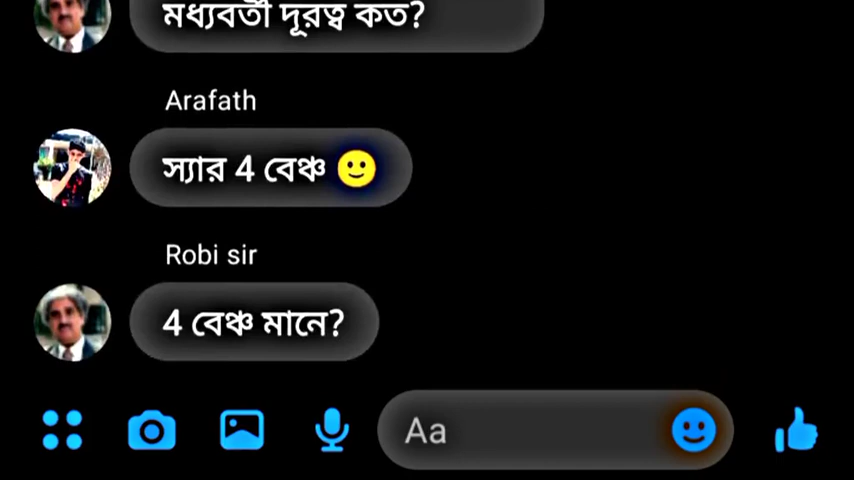 মধ্যবর্তী দূরত্ব কত?
Arafath
স্যার 4 বেঞ্চ 🙂
Robi sir
4 বেঞ্চ মানে?
Aa